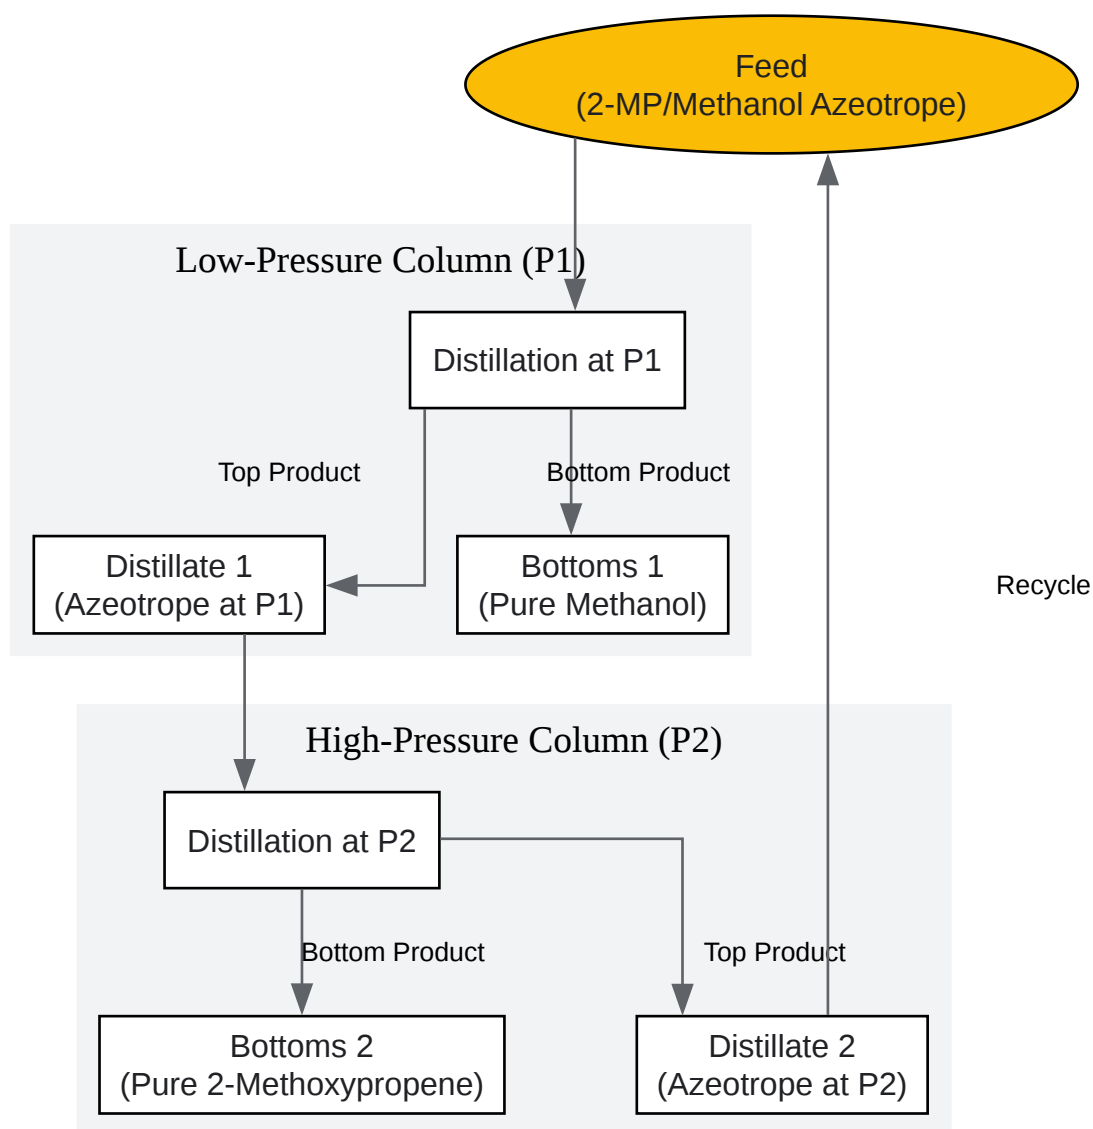 Feed
(2-MP/Methanol Azeotrope)
Low-Pressure Column (P1)
Distillation at P1
Top Product
Bottom Product
Distillate 1
(Azeotrope at P1)
Bottoms 1
(Pure Methanol)
Recycle
High-Pressure Column (P2)
Distillation at P2
Bottom Product
Top Product
Bottoms 2
(Pure 2-Methoxypropene)
Distillate 2
(Azeotrope at P2)